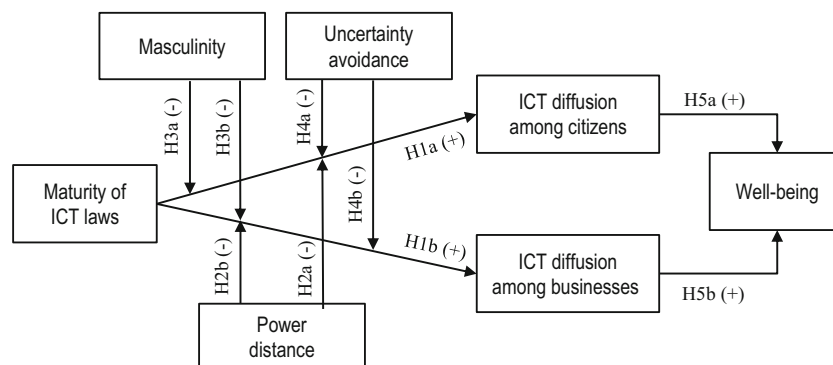 Masculinity
Uncertainty
avoidance
H3a (-)
H3b (-)
H4a (-)
H4b (-)
ICT diffusion
among citizens
H5a (+)
H1a (+)
Maturity of
ICT laws
Well-being
H1b (+)
H2b (-)
H2a (-)
ICT diffusion
among businesses
H5b (+)
Power
distance